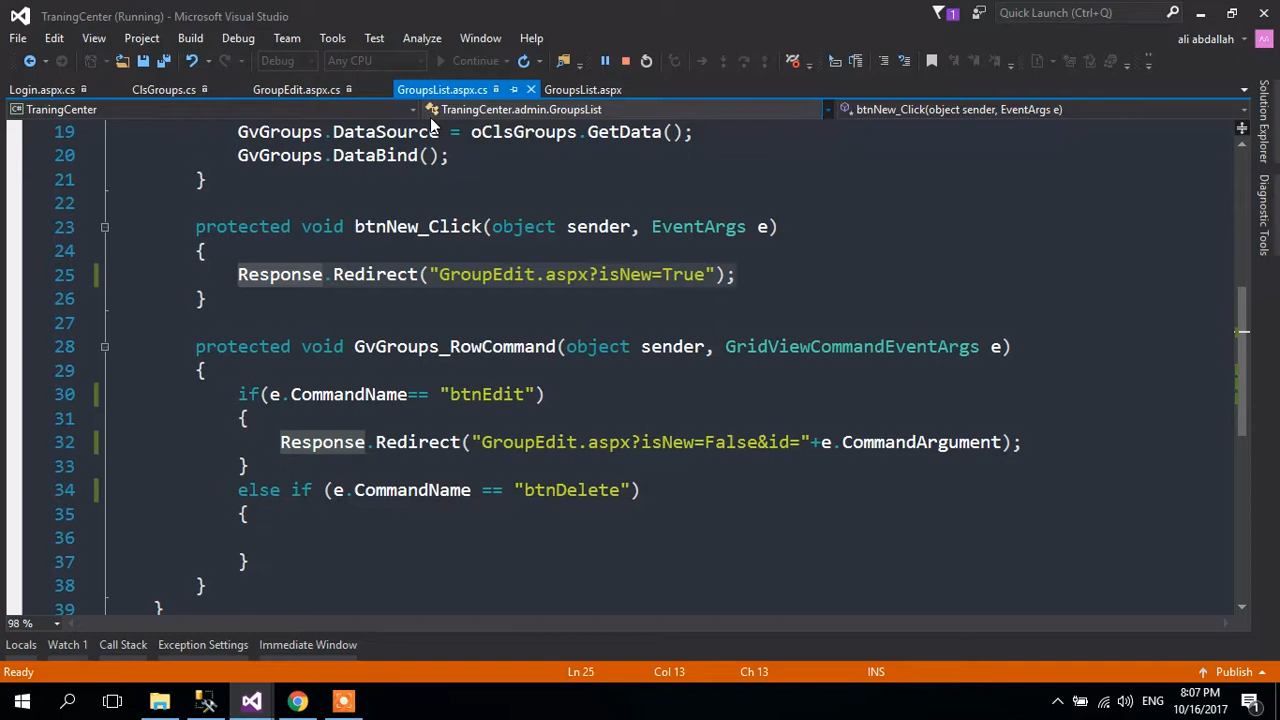 TraningCenter (Running) - Microsoft Visual Studio
1
Quick Launch (Ctrl+Q)
File Edit View Project Build Debug Team Tools Test Analyze Window Help
ali abdallah
AA
Debug Any CPU Continue
Login.aspx.cs ClsGroups.cs GroupEdit.aspx.cs GroupsList.aspx.cs GroupsList.aspx
TraningCenter TraningCenter.admin.GroupsList btnNew_Click(object sender, EventArgs e)
19 GvGroups.DataSource = oClsGroups.GetData();
20 GvGroups.DataBind();
21 }
22
23 protected void btnNew_Click(object sender, EventArgs e)
24 {
25 Response.Redirect("GroupEdit.aspx?isNew=True");
26 }
27
28 protected void GvGroups_RowCommand(object sender, GridViewCommandEventArgs e)
29 {
30 if(e.CommandName== "btnEdit")
31 {
32 Response.Redirect("GroupEdit.aspx?isNew=False&id="+e.CommandArgument);
33 }
34 else if (e.CommandName == "btnDelete")
35 {
36
37 }
38 }
39 }
98 %
Solution Explorer
Diagnostic Tools
Locals Watch 1 Call Stack Exception Settings Immediate Window
Ready Ln 25 Col 13 Ch 13 INS Publish
ENG
8:07 PM
10/16/2017
1